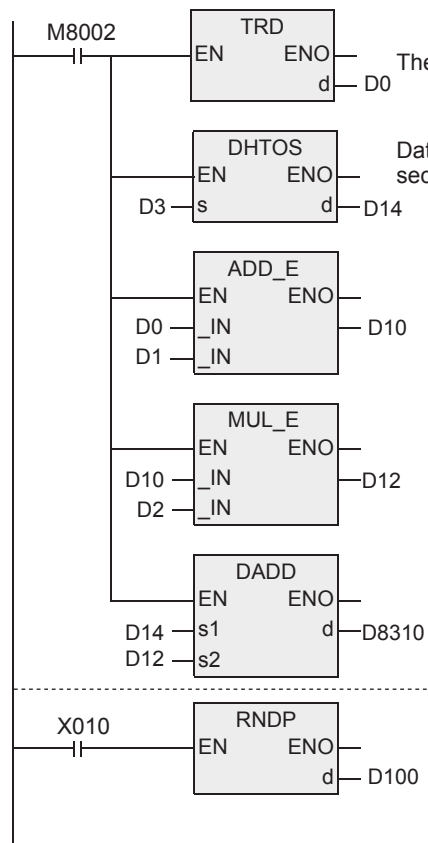 TRD
M8002
EN ENO
The
d D0
DHTOS
Dat
EN ENO
sec
D3 s d D14
ADD_E
EN ENO
D0 _IN D10
D1 _IN
MUL_E
EN ENO
D10 _IN D12
D2 _IN
DADD
EN ENO
D14 s1 d D8310
D12 s2
RNDP
X010
EN ENO
d D100